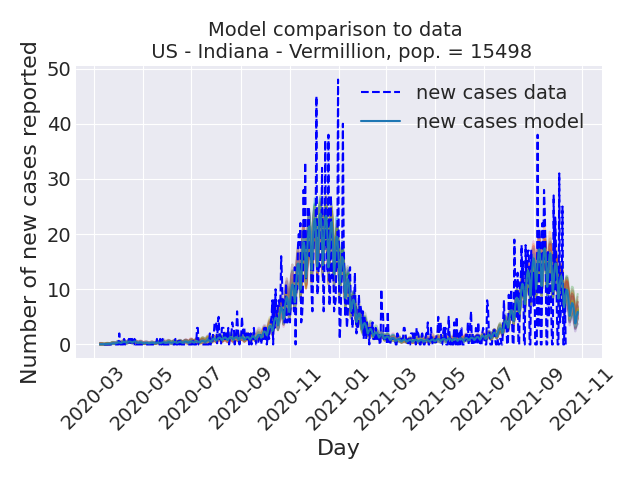 Model comparison to data
US - Indiana - Vermillion, pop. = 15498
Number of new cases reported
50
40
30
20
10
0
new cases data
new cases model
2020-03
2020-05
2020-07
2020-09
2020-11
2021-01
2021-03
2021-05
2021-07
2021-09
2021-11
Day